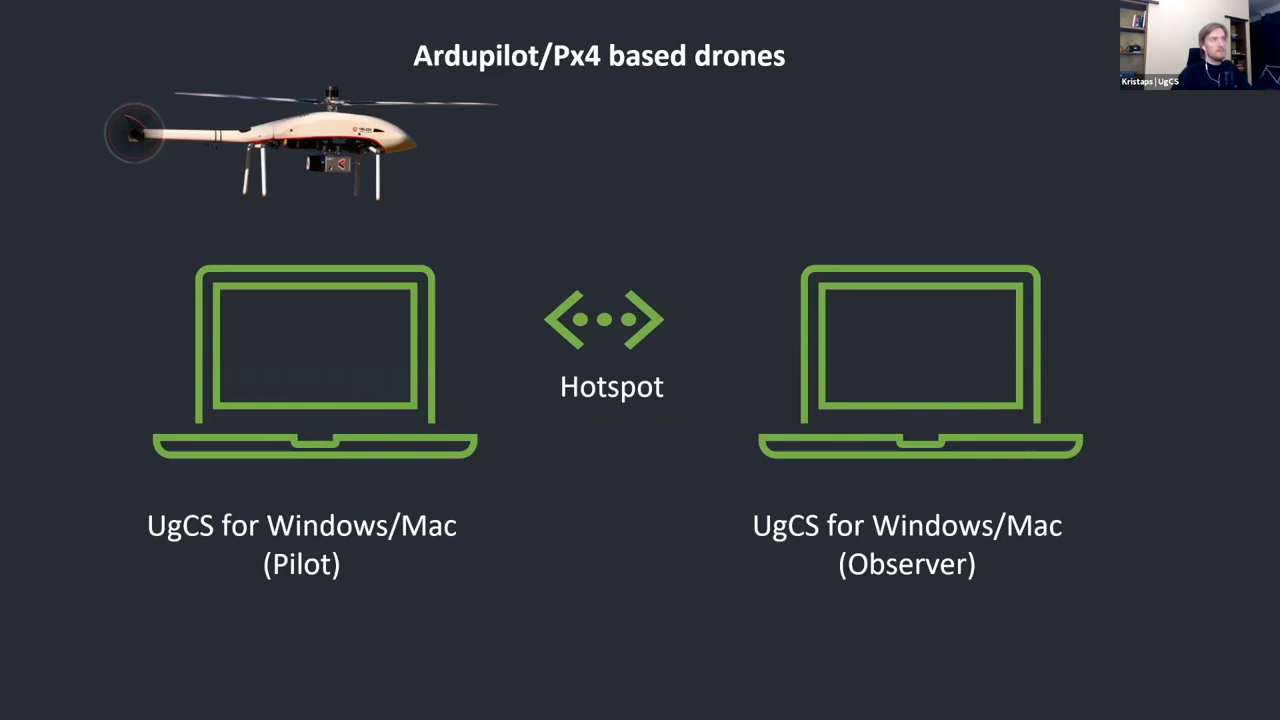 Ardupilot/Px4 based drones
Kristaps | UgCS
Hotspot
UgCS for Windows/Mac
(Pilot)
UgCS for Windows/Mac
(Observer)